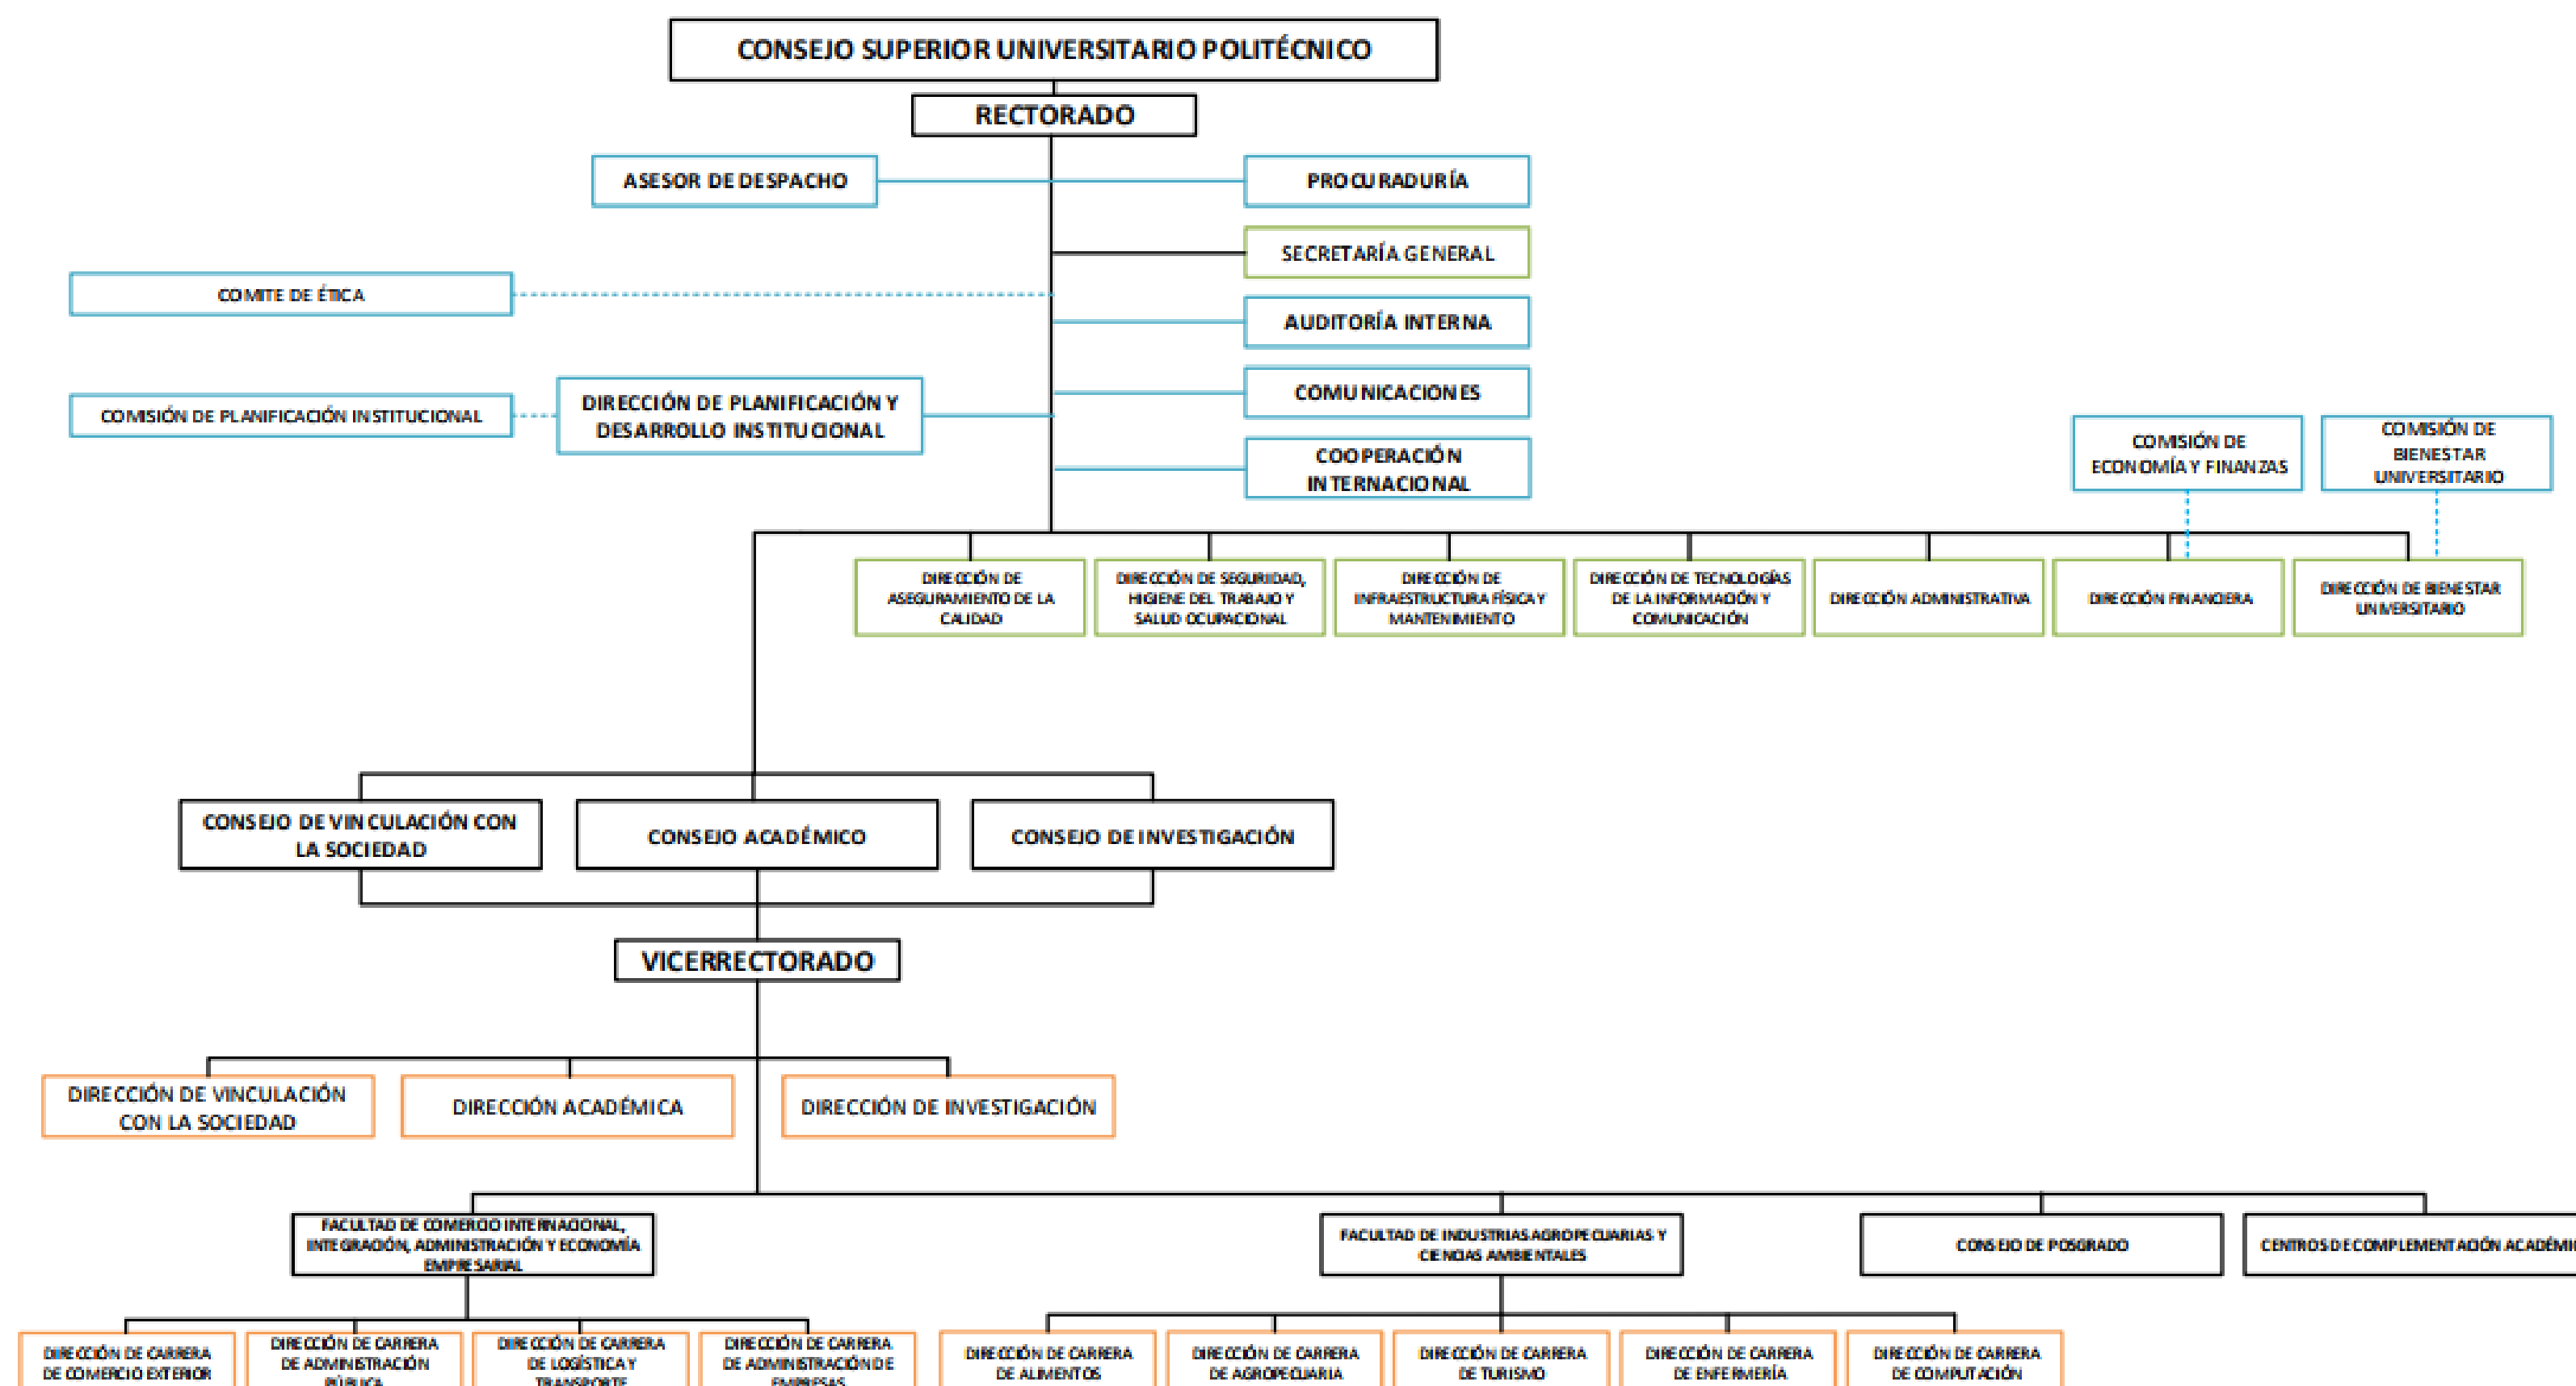 CONSEJO SUPERIOR UNIVERSITARIO POLITÉCNICO
RECTORADO
ASESOR DE DESPACHO
PROCURADURÍA
SECRETARÍA GENERAL
COMITE DE ÉTICA
AUDITORÍA INTERNA
COMUNICACIONES
COMISIÓN DE PLANIFICACIÓN INSTITUCIONAL
DIRECCIÓN DE PLANIFICACIÓN Y
DESARROLLO INSTITUCIONAL
COOPERACIÓN
INTERNACIONAL
COMISIÓN DE
ECONOMÍA Y FINANZAS
COMISIÓN DE
BIENESTAR
UNIVERSITARIO
DIRECCIÓN DE
ASEGURAMIENTO DE LA
CALIDAD
DIRECCIÓN DE SEGURIDAD,
HIGIENE DEL TRABAJO Y
SALUD OCUPACIONAL
DIRECCIÓN DE
INFRAESTRUCTURA FÍSICA Y
MANTENIMIENTO
DIRECCIÓN DE TECNOLOGÍAS
DE LA INFORMACIÓN Y
COMUNICACIÓN
DIRECCIÓN ADMINISTRATIVA
DIRECCIÓN FINANCIERA
DIRECCIÓN DE BIENESTAR
UNIVERSITARIO
CONSEJO DE VINCULACIÓN CON
LA SOCIEDAD
CONSEJO ACADÉMICO
CONSEJO DE INVESTIGACIÓN
VICERRECTORADO
DIRECCIÓN DE VINCULACIÓN
CON LA SOCIEDAD
DIRECCIÓN ACADÉMICA
DIRECCIÓN DE INVESTIGACIÓN
FACULTAD DE COMERCIO INTERNACIONAL,
INTEGRACIÓN, ADMINISTRACIÓN Y ECONOMÍA
EMPRESARIAL
FACULTAD DE INDUSTRIAS AGROPECUARIAS Y
CIENCIAS AMBIENTALES
CONSEJO DE POSGRADO
CENTROS DE COMPLEMENTACIÓN
DIRECCIÓN DE CARRERA
DE COMERCIO EXTERIOR
DIRECCIÓN DE CARRERA
DE ADMINISTRACIÓN
PÚBLICA
DIRECCIÓN DE CARRERA
DE LOGÍSTICA Y
TRANSPORTE
DIRECCIÓN DE CARRERA
DE ADMINISTRACIÓN DE
EMPRESAS
DIRECCIÓN DE CARRERA
DE ALIMENTOS
DIRECCIÓN DE CARRERA
DE AGROPECUARIA
DIRECCIÓN DE CARRERA
DE TURISMO
DIRECCIÓN DE CARRERA
DE ENFERMERÍA
DIRECCIÓN DE CARRERA
DE COMPUTACIÓN